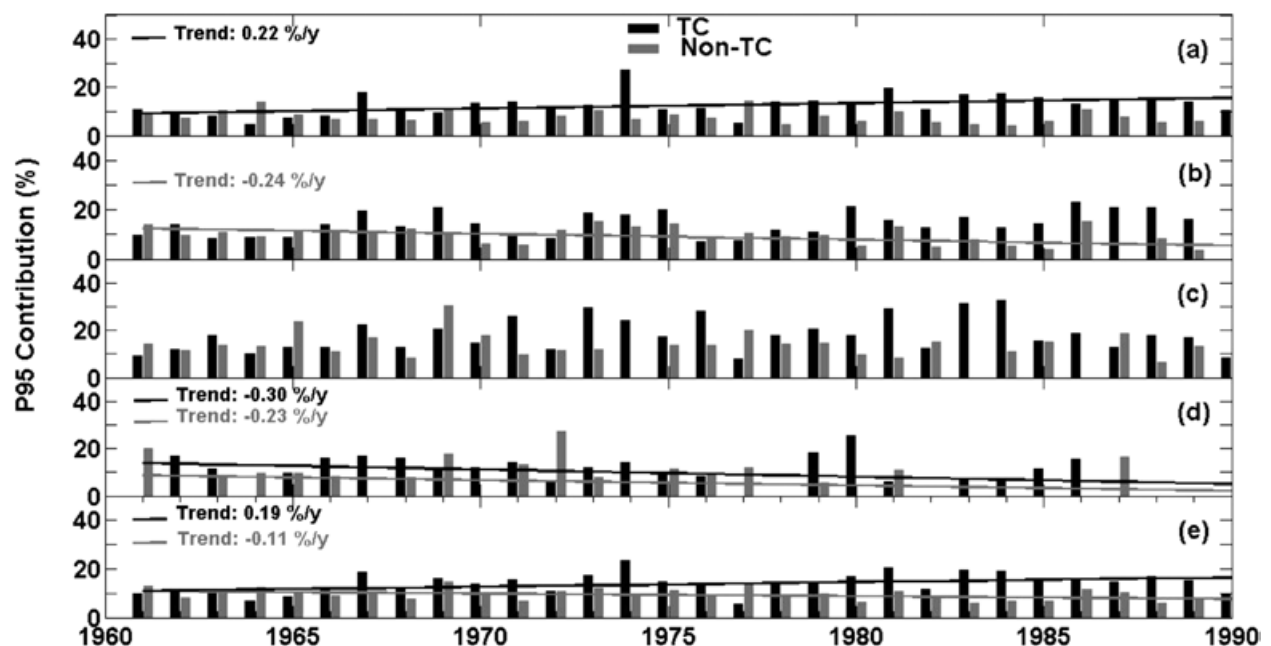 40
20
0
Trend: 0.22 %/y
TC
Non-TC
(a)
40
20
0
Trend: -0.24 %/y
(b)
40
20
0
(c)
40
20
0
Trend: -0.30 %/y
Trend: -0.23 %/y
(d)
40
20
0
Trend: 0.19 %/y
Trend: -0.11 %/y
(e)
P95 Contribution (%)
1960 1965 1970 1975 1980 1985 1990